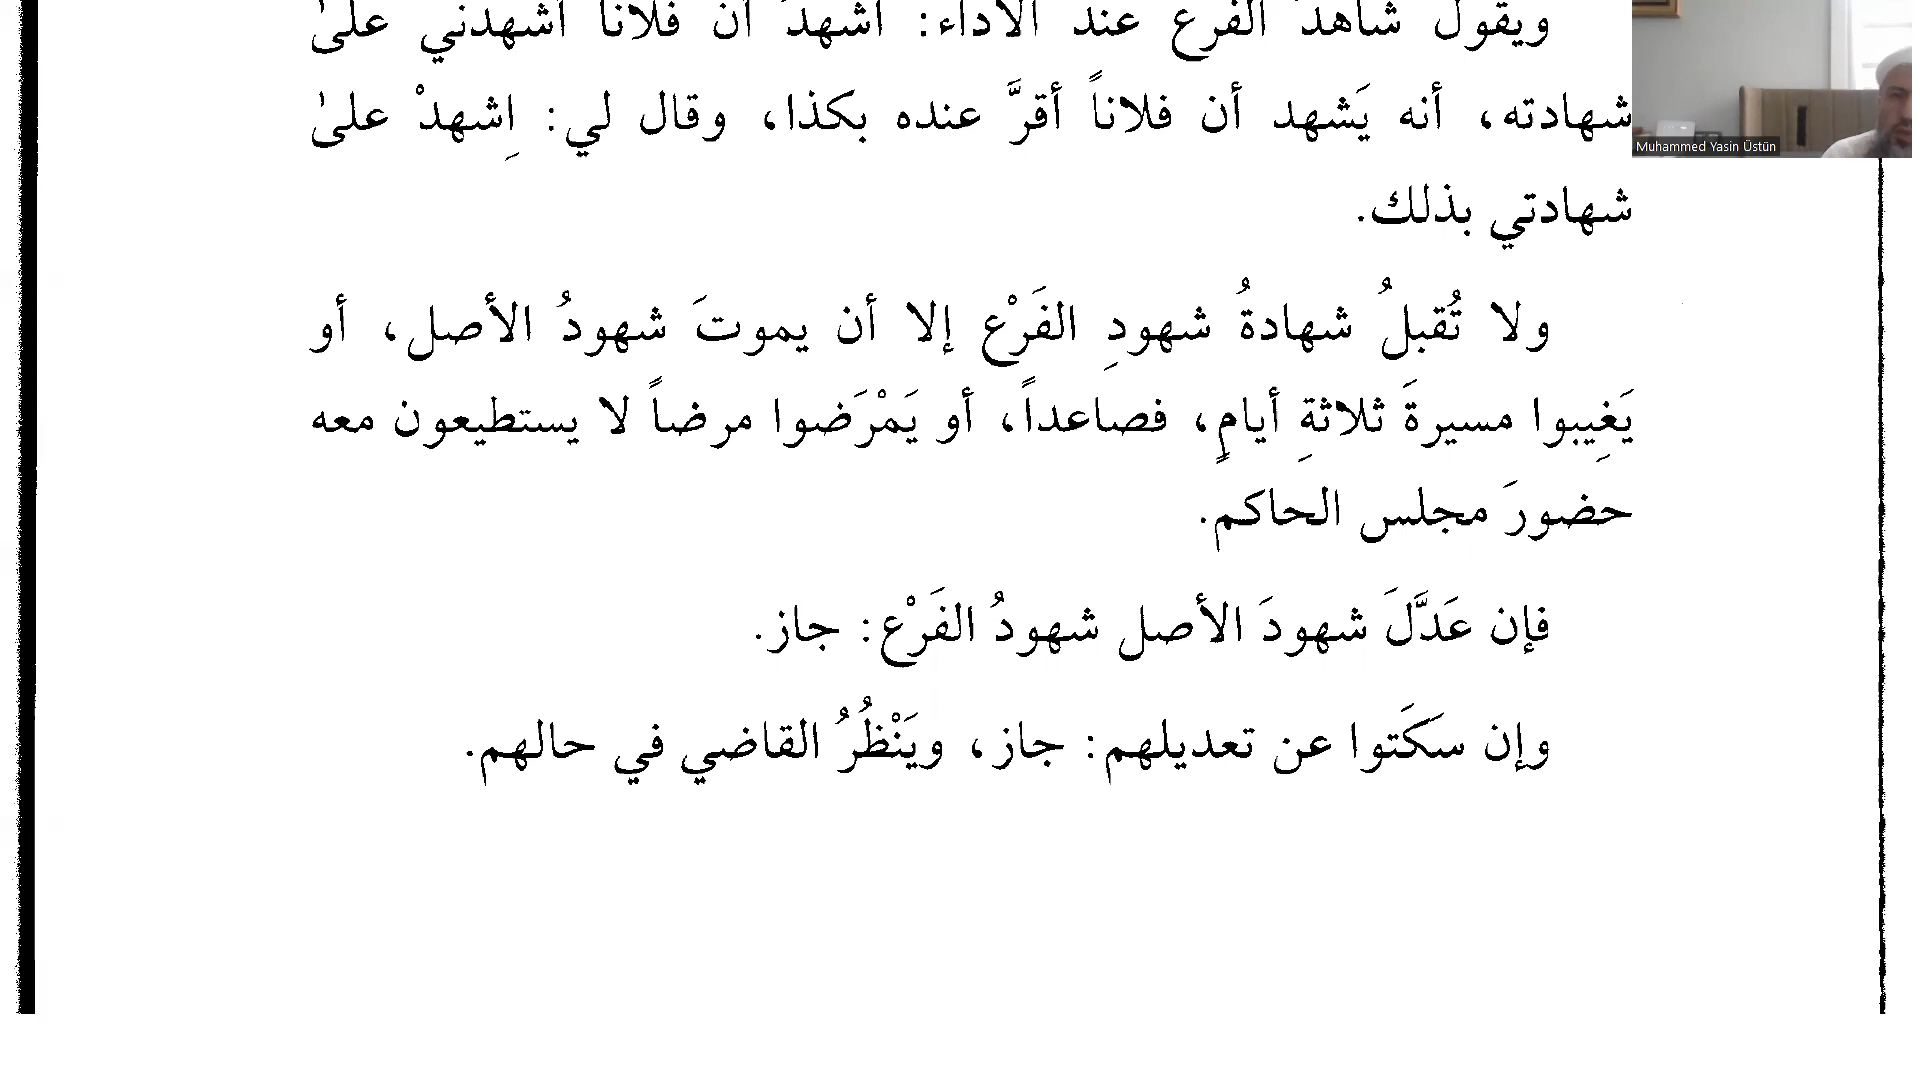 ويقول شاهد الفرع عند الأداء: أشهد أن فلاناً أشهدني علىٰ
شهادته، أنه يَشهد أن فلاناً أقرَّ عنده بكذا، وقال لي: اِشهدْ علىٰ
شهادتي بذلك.
ولا تُقبلُ شهادةُ شهودِ الفَرْع إلا أن يموتَ شهودُ الأصل، أو
يَغِيبوا مسيرةَ ثلاثةِ أيامٍ، فصاعداً، أو يَمْرَضوا مرضاً لا يستطيعون معه
حضورَ مجلس الحاكم.
فإن عَدَّلَ شهودَ الأصل شهودُ الفَرْع: جاز.
وإن سكَتوا عن تعديلهم: جاز، ويَنْظُرُ القاضي في حالهم.
Muhammed Yasin Üstün